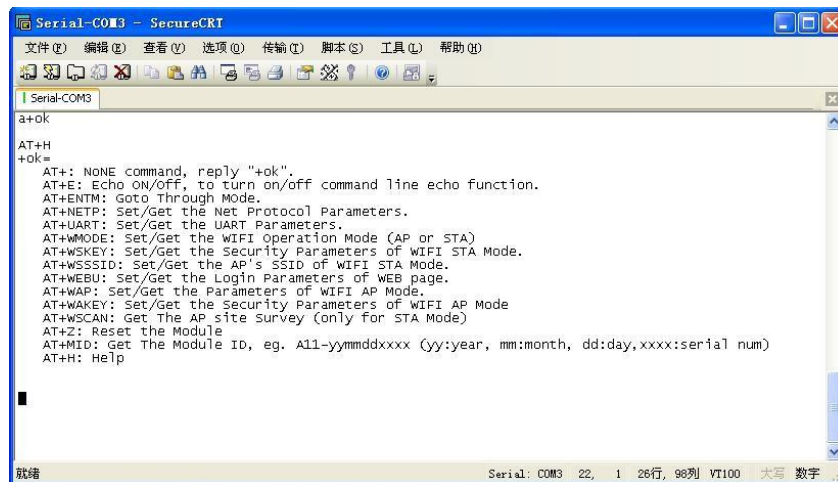 Serial-COM3 - SecureCRT
文件(F) 编辑(E) 查看(V) 选项(O) 传输(T) 脚本(S) 工具(L) 帮助(H)
Serial-COM3
a+ok
AT+H
+ok=
AT+: NONE command, reply "+ok".
AT+E: Echo ON/Off, to turn on/off command line echo function.
AT+ENTM: Goto Through MOde.
AT+NETP: Set/Get the Net Protocol Parameters.
AT+UART: Set/Get the UART Parameters.
AT+WMODE: Set/Get the WIFI Operation Mode (AP or STA)
AT+WSKEY: Set/Get the Security Parameters of WIFI STA Mode.
AT+WSSSID: Set/Get the AP's SSID of WIFI STA Mode.
AT+WEBU: Set/Get the Login Parameters of WEB page.
AT+WAP: Set/Get the Parameters of WIFI AP Mode.
AT+WAKEY: Set/Get the Security Parameters of WIFI AP Mode
AT+WSCAN: Get The AP site Survey (only for STA Mode)
AT+Z: Reset the Module
AT+MID: Get The Module ID, eg. A11-yymmddxxxx (yy:year, mm:month, dd:day,xxxx:serial num)
AT+H: Help
就绪 Serial: COM3 22, 1 26行, 98列 VT100 大写 数字